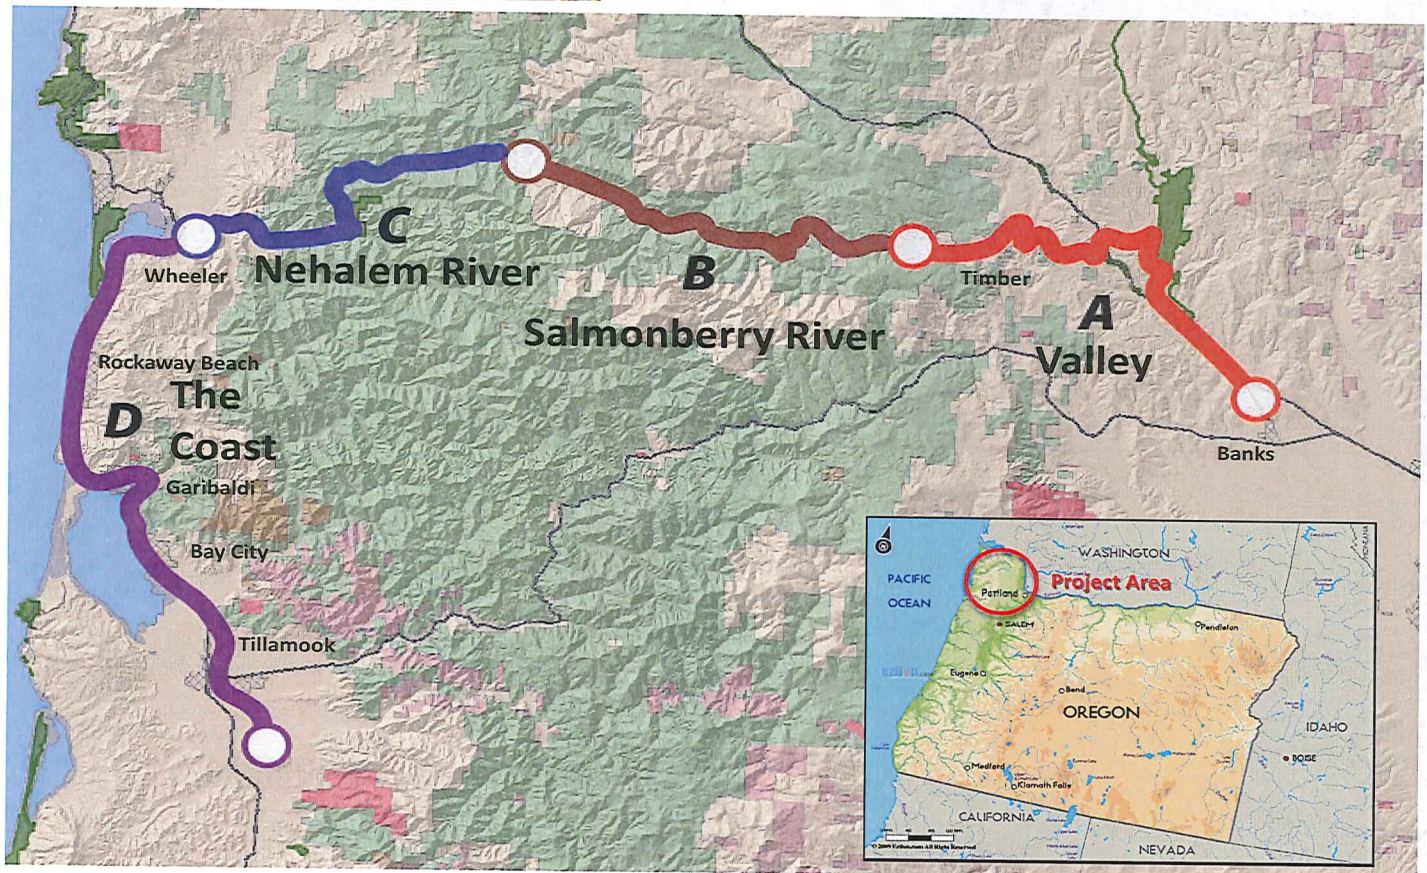 C
Nehalem River
Wheeler
B
Salmonberry River
Timber
A
Valley
Banks
Rockaway Beach
D
The
Coast
Garibaldi
Bay City
Tillamook
WASHINGTON
PACIFIC
OCEAN
Project Area
Portland
SALEM
Pendleton
Eugene
Bend
OREGON
IDAHO
BOISE
Medford
Klamath Falls
CALIFORNIA
NEVADA
MONTANA